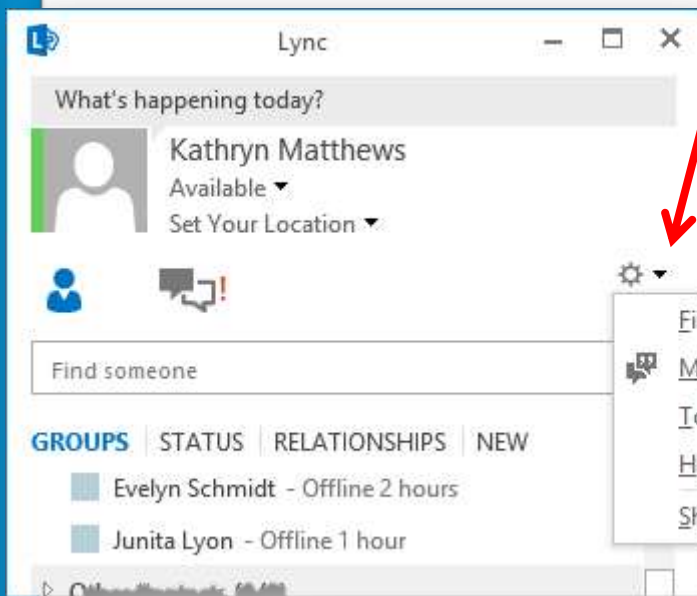 Lync
What's happening today?
Kathryn Matthews
Available
Set Your Location
Find someone
GROUPS STATUS RELATIONSHIPS NEW
Evelyn Schmidt - Offline 2 hours
Junita Lyon - Offline 1 hour